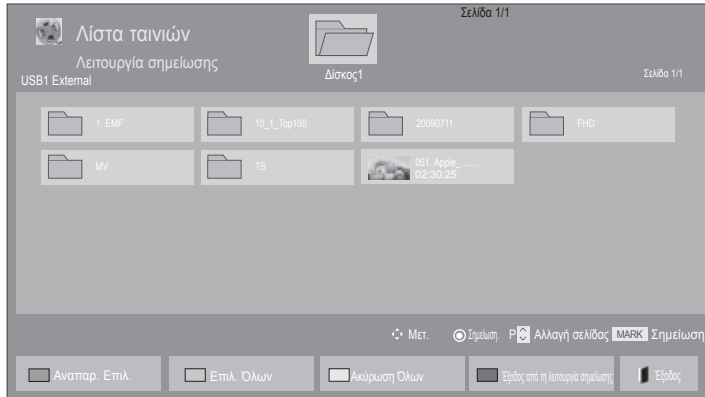 Σελίδα 1/1
Λίστα ταινιών
Λειτουργία σημείωσης
USB1 External
Δίσκος1
Σελίδα 1/1
1. EMF
10_1_Top100
20090711
FHD
MV
TS
051. Apple_ ......
02:30:25
Μετ. Σημείωση. P Αλλαγή σελίδας MARK Σημείωση
Αναπαρ. Επιλ. Επιλ. Όλων Ακύρωση Όλων Έξοδος από τη λειτουργία σημείωσης Έξοδος